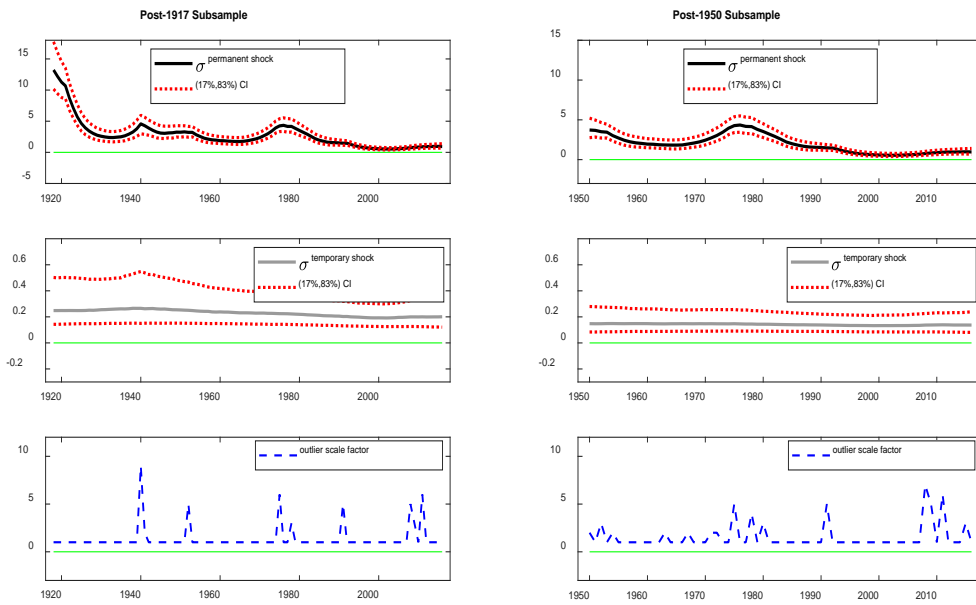 Post-1917 Subsample
Post-1950 Subsample
15
10
5
0
-5
σ permanent shock
(17%,83%) CI
1920 1940 1960 1980 2000
15
10
5
0
σ permanent shock
(17%,83%) CI
1950 1960 1970 1980 1990 2000 2010
0.6
0.4
0.2
0
-0.2
σ temporary shock
(17%,83%) CI
1920 1940 1960 1980 2000
0.6
0.4
0.2
0
-0.2
σ temporary shock
(17%,83%) CI
1950 1960 1970 1980 1990 2000 2010
10
5
0
outlier scale factor
1920 1940 1960 1980 2000
10
5
0
outlier scale factor
1950 1960 1970 1980 1990 2000 2010